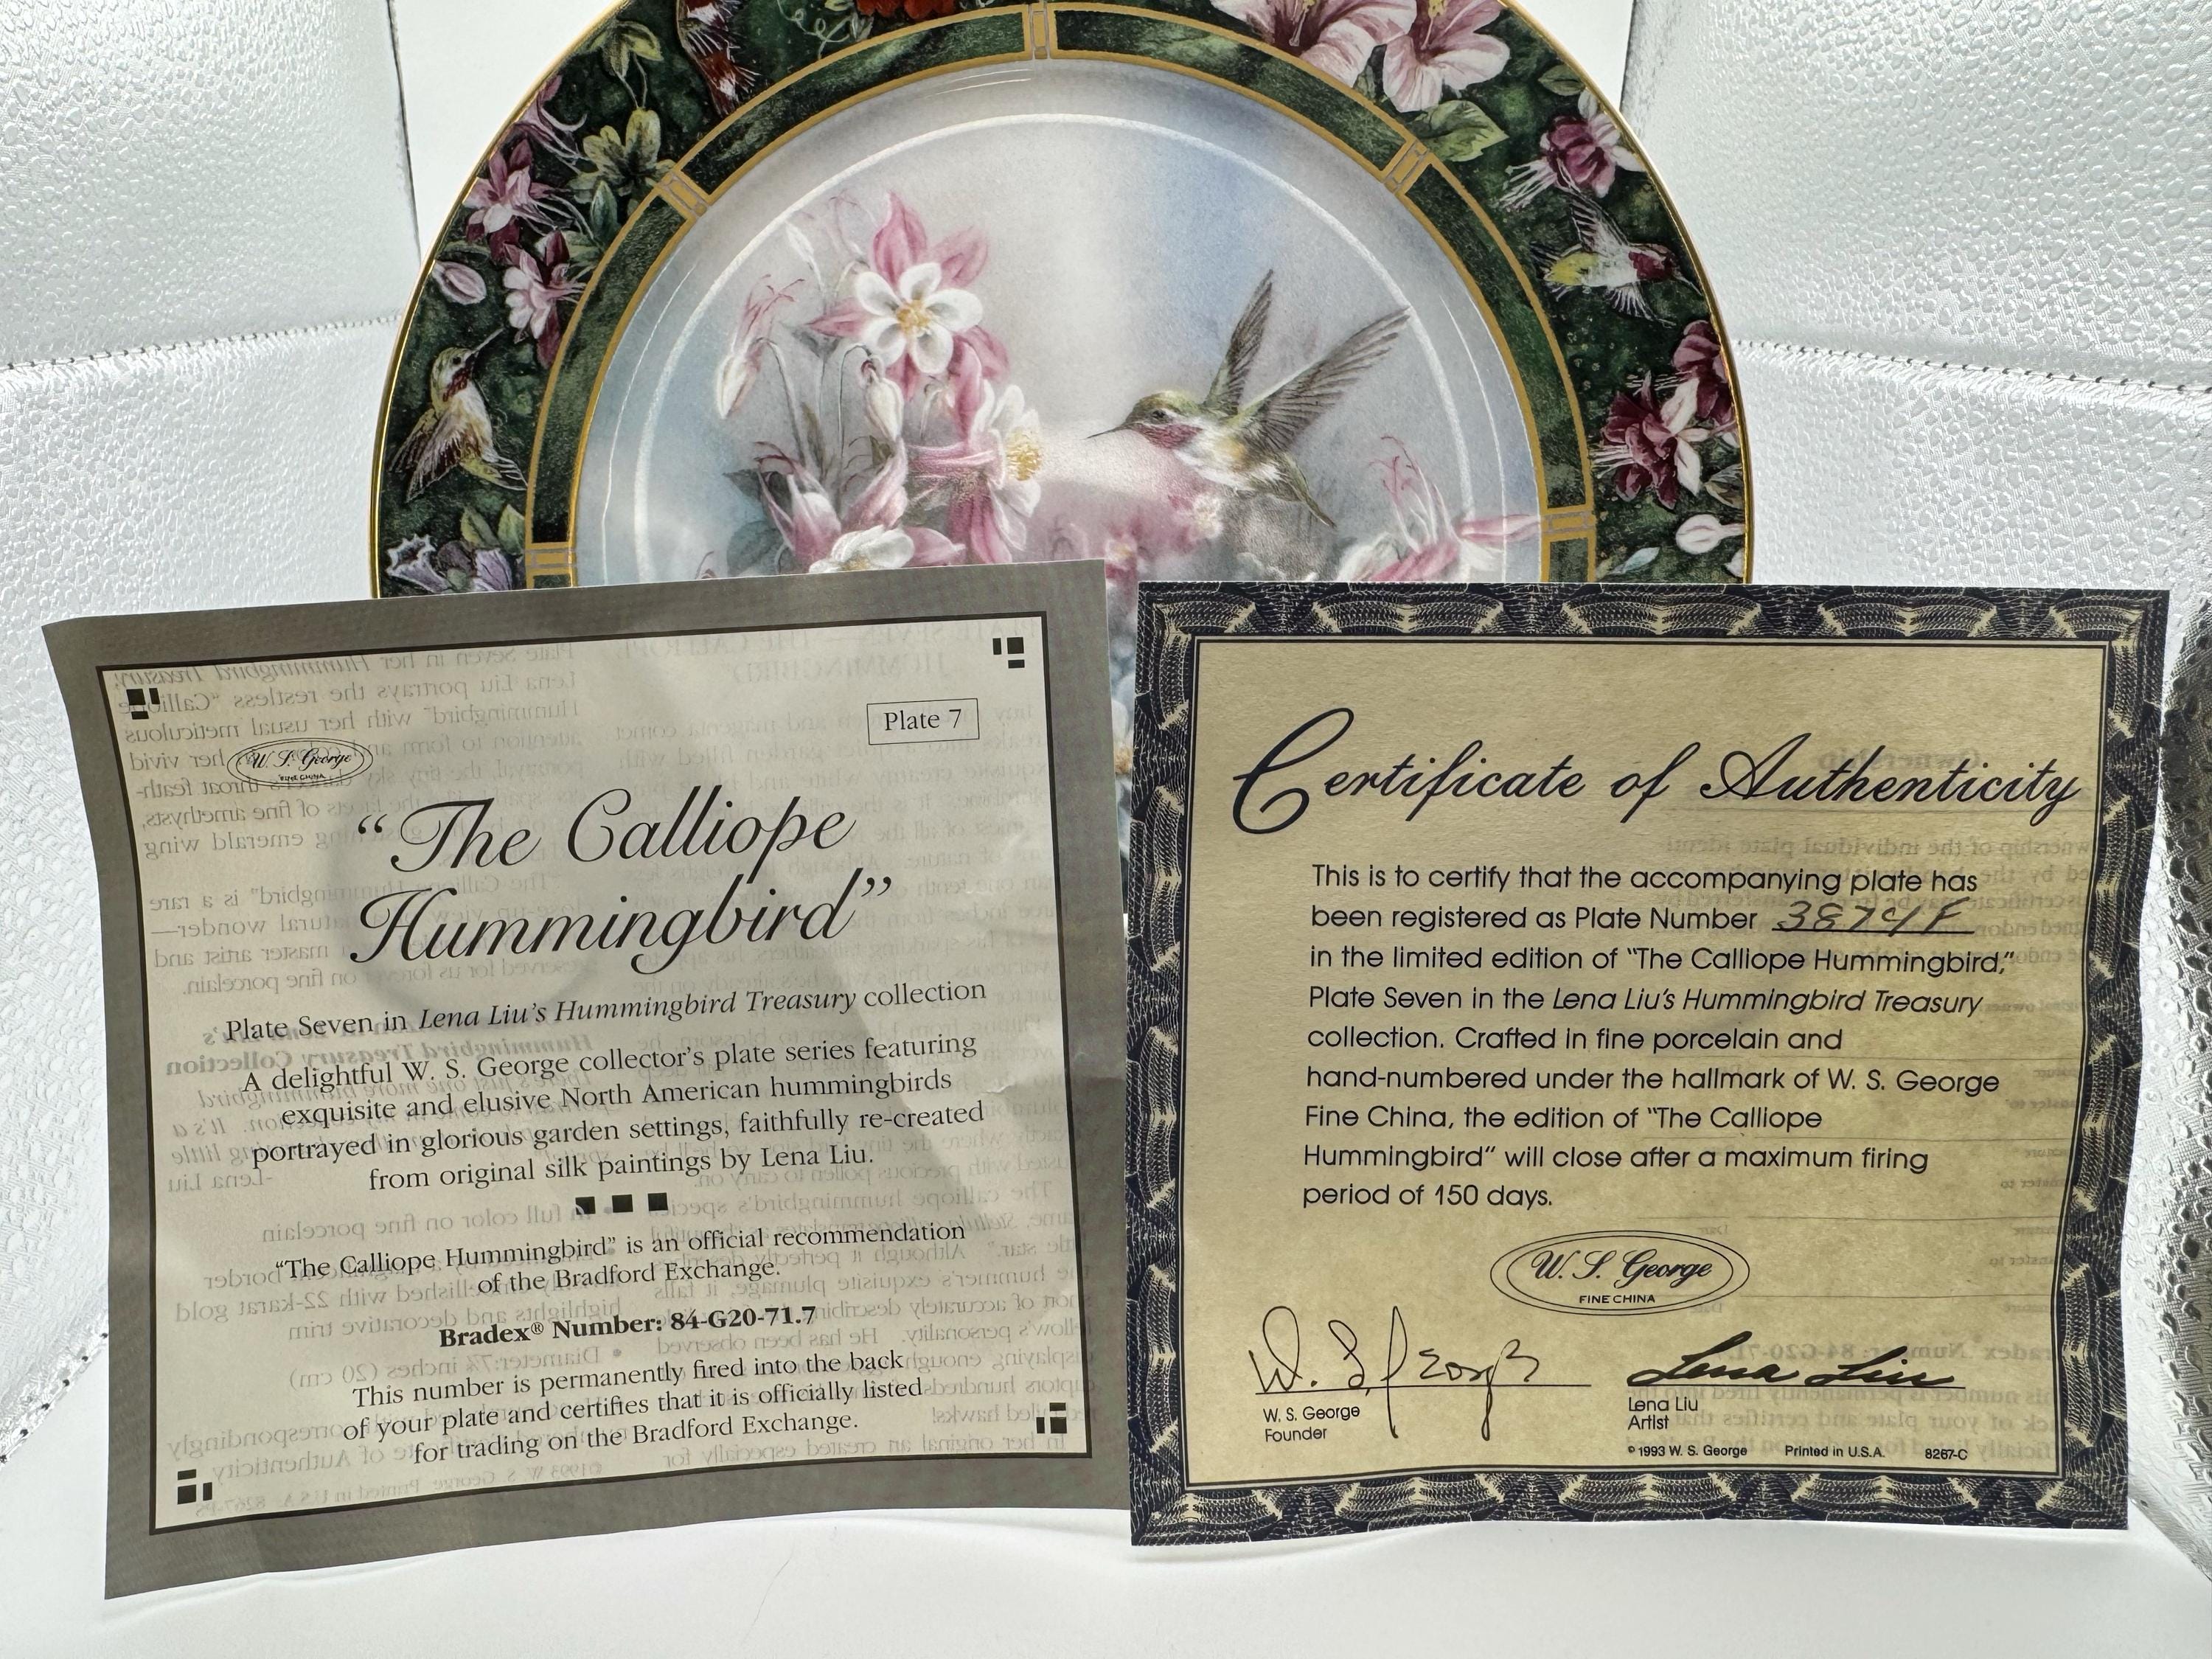 Plate 7
W. S. George
FINE CHINA
“The Calliope
Hummingbird”
Plate Seven in Lena Liu's Hummingbird Treasury collection
A delightful W. S. George collector's plate series featuring
exquisite and elusive North American hummingbirds
portrayed in glorious garden settings, faithfully re-created
from original silk paintings by Lena Liu.
“The Calliope Hummingbird” is an official recommendation
of the Bradford Exchange.
Bradex® Number: 84-G20-71.7
This number is permanently fired into the back
of your plate and certifies that it is officially listed
for trading on the Bradford Exchange.
Certificate of Authenticity
This is to certify that the accompanying plate has
been registered as Plate Number 3874F
in the limited edition of “The Calliope Hummingbird,”
Plate Seven in the Lena Liu's Hummingbird Treasury
collection. Crafted in fine porcelain and
hand-numbered under the hallmark of W. S. George
Fine China, the edition of “The Calliope
Hummingbird” will close after a maximum firing
period of 150 days.
W. S. George
FINE CHINA
W. S. George
Lena Liu
W. S. George
Founder
Lena Liu
Artist
© 1993 W. S. George Printed in U.S.A. 8267-C